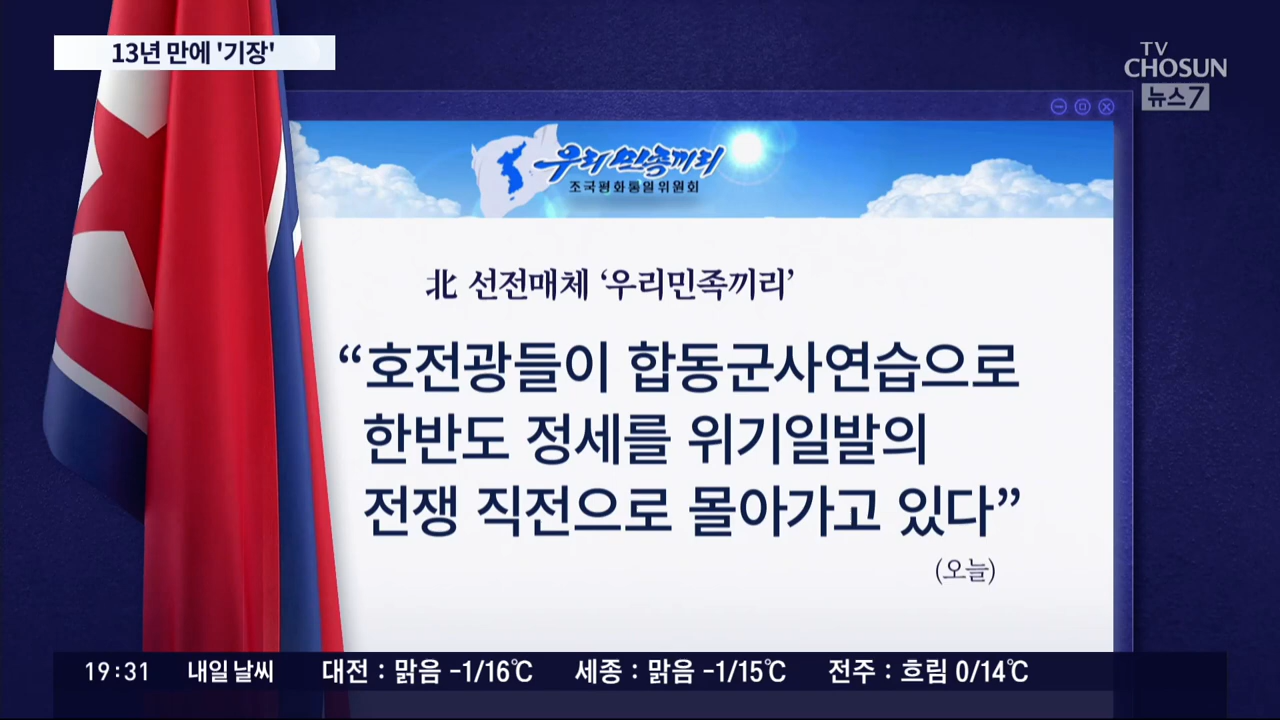 13년 만에 '기장'
TV
CHOSUN
뉴스7
우리민족끼리
조국평화통일위원회
北 선전매체 ‘우리민족끼리’
“호전광들이 합동군사연습으로
한반도 정세를 위기일발의
전쟁 직전으로 몰아가고 있다”
(오늘)
19:31 내일 날씨 대전 : 맑음 -1/16℃ 세종 : 맑음 -1/15℃ 전주 : 흐림 0/14℃